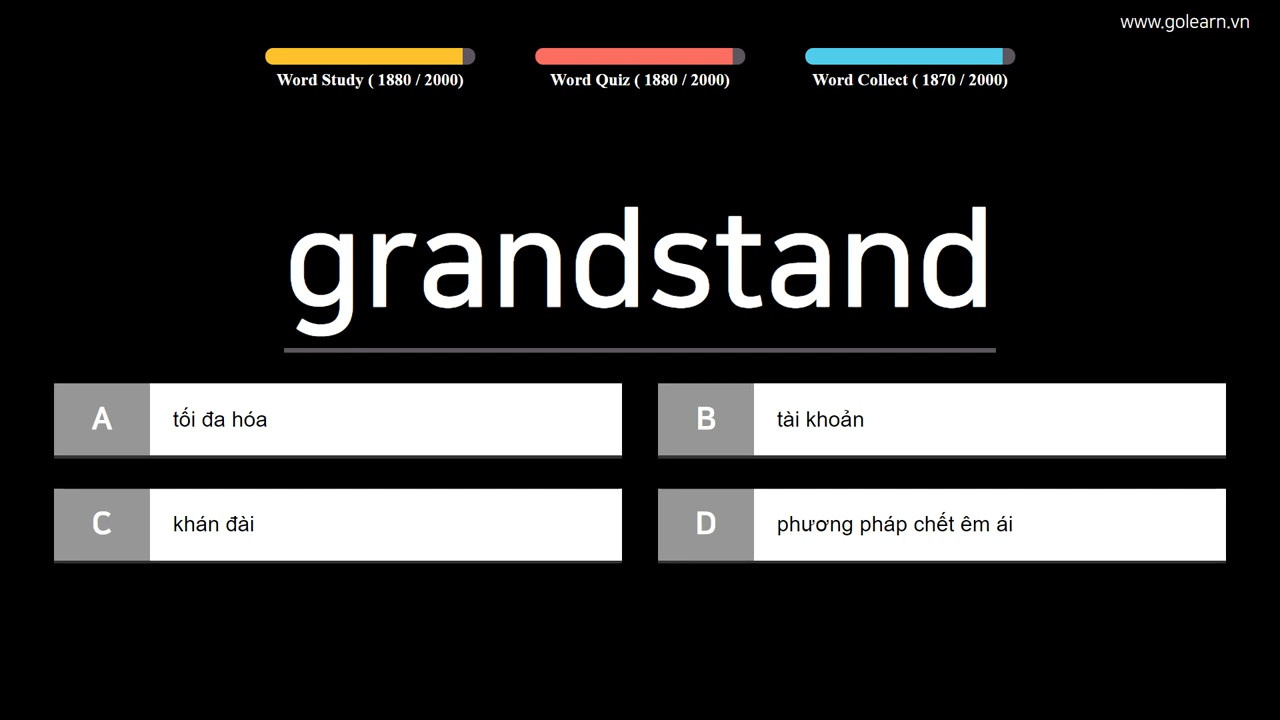 www.golearn.vn
Word Study ( 1880 / 2000)
Word Quiz ( 1880 / 2000)
Word Collect ( 1870 / 2000)
grandstand
A
tối đa hóa
B
tài khoản
C
khán đài
D
phương pháp chết êm ái